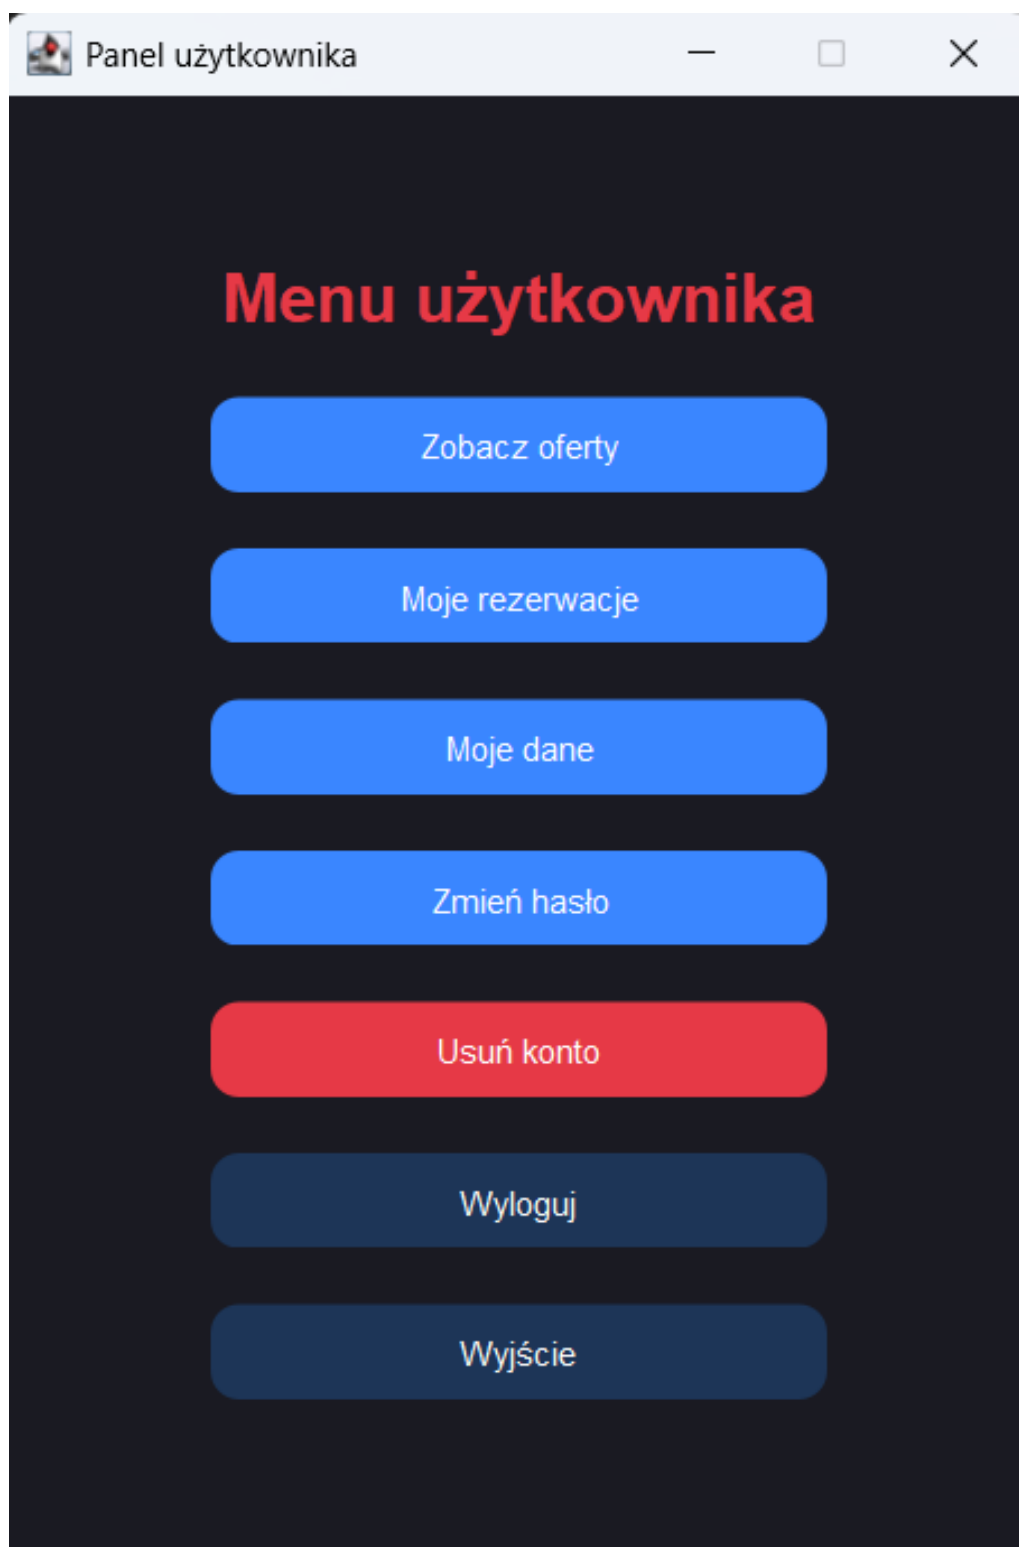 Panel użytkownika
Menu użytkownika
Zobacz oferty
Moje rezerwacje
Moje dane
Zmień hasło
Usuń konto
Wyloguj
Wyjście